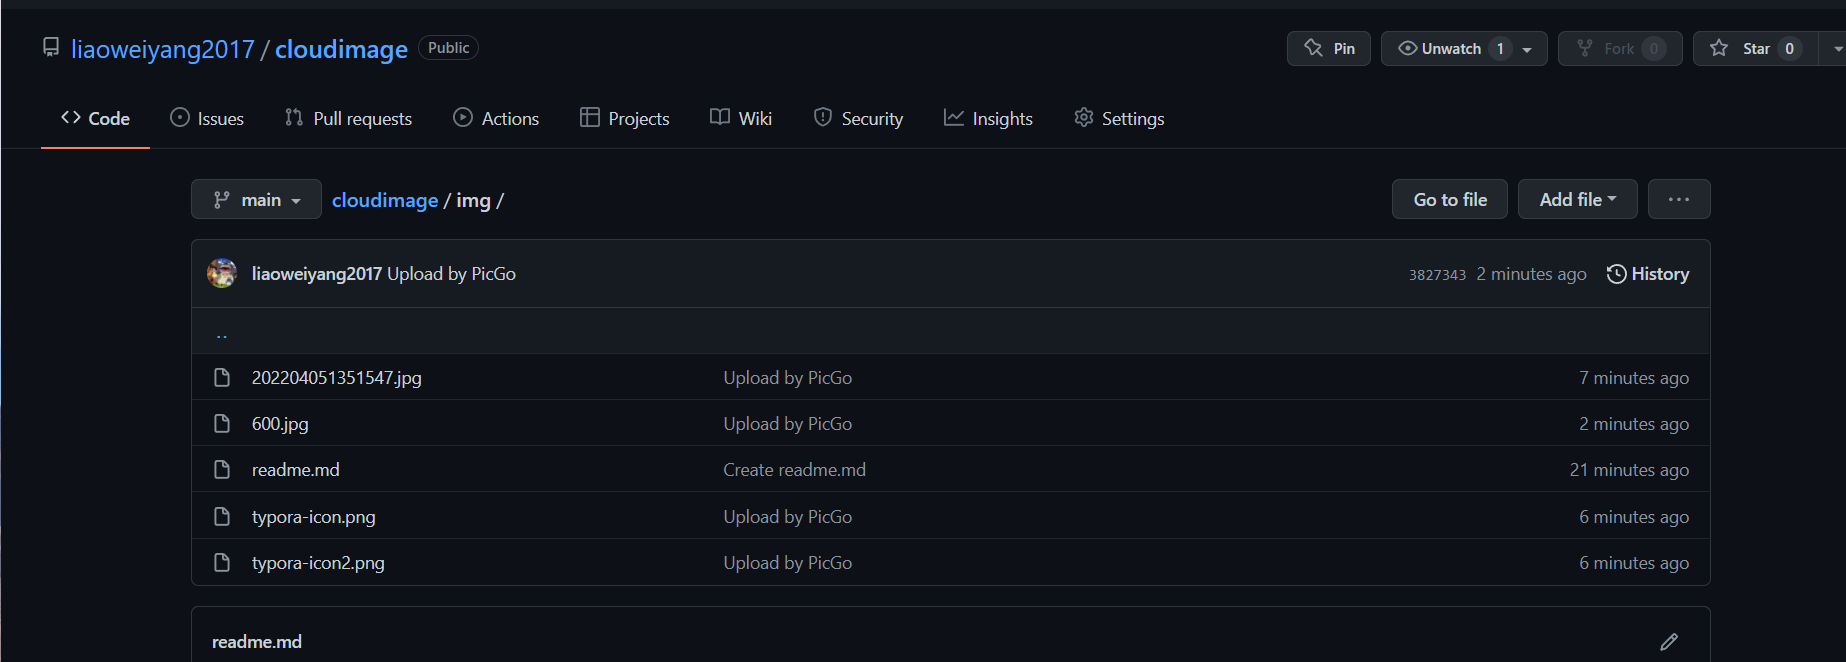 liaoweiyang2017 / cloudimage Public Pin Unwatch 1 Fork 0 Star 0
Code Issues Pull requests Actions Projects Wiki Security Insights Settings
main cloudimage / img / Go to file Add file ...
liaoweiyang2017 Upload by PicGo 3827343 2 minutes ago History
..
202204051351547.jpg Upload by PicGo 7 minutes ago
600.jpg Upload by PicGo 2 minutes ago
readme.md Create readme.md 21 minutes ago
typora-icon.png Upload by PicGo 6 minutes ago
typora-icon2.png Upload by PicGo 6 minutes ago
readme.md